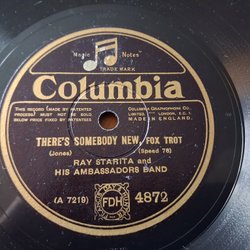 Magic Notes
TRADE MARK
Columbia
THIS RECORD (MADE BY PATENTED
PROCESS) MUST NOT BE SOLD
BELOW PRICE FIXED BY PATENTEES
COLUMBIA GRAPHOPHONE CO.
LIMITED. LONDON, E.C.1.
MADE IN ENGLAND.
THERE'S SOMEBODY NEW, FOX TROT
(Jones) (Speed 78)
RAY STARITA and
HIS AMBASSADORS BAND
(A 7219) FDH 4872